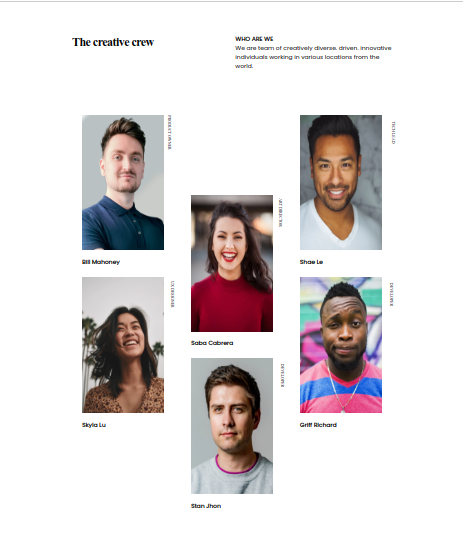 The creative crew
WHO ARE WE
We are team of creatively diverse. driven. innovative
individuals working in various locations from the
world.
PRODUCT OWNER
Bill Mahoney
ART DIRECTOR
Saba Cabrera
TECH LEAD
Shae Le
UX DESIGNER
Skyla Lu
DEVELOPER
Stan Jhon
DEVELOPER
Griff Richard